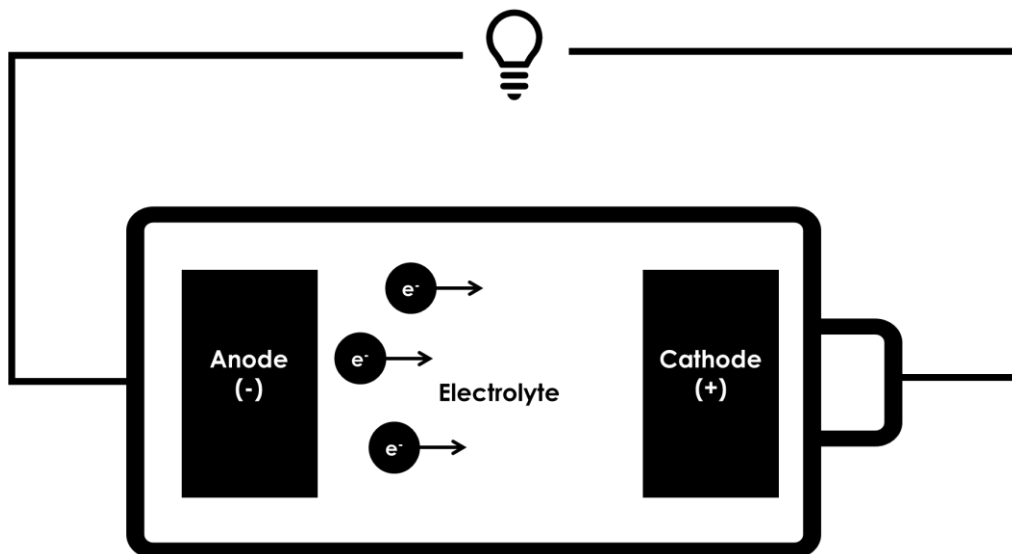 e-
Anode
(-)
e-
e-
Electrolyte
Cathode
(+)